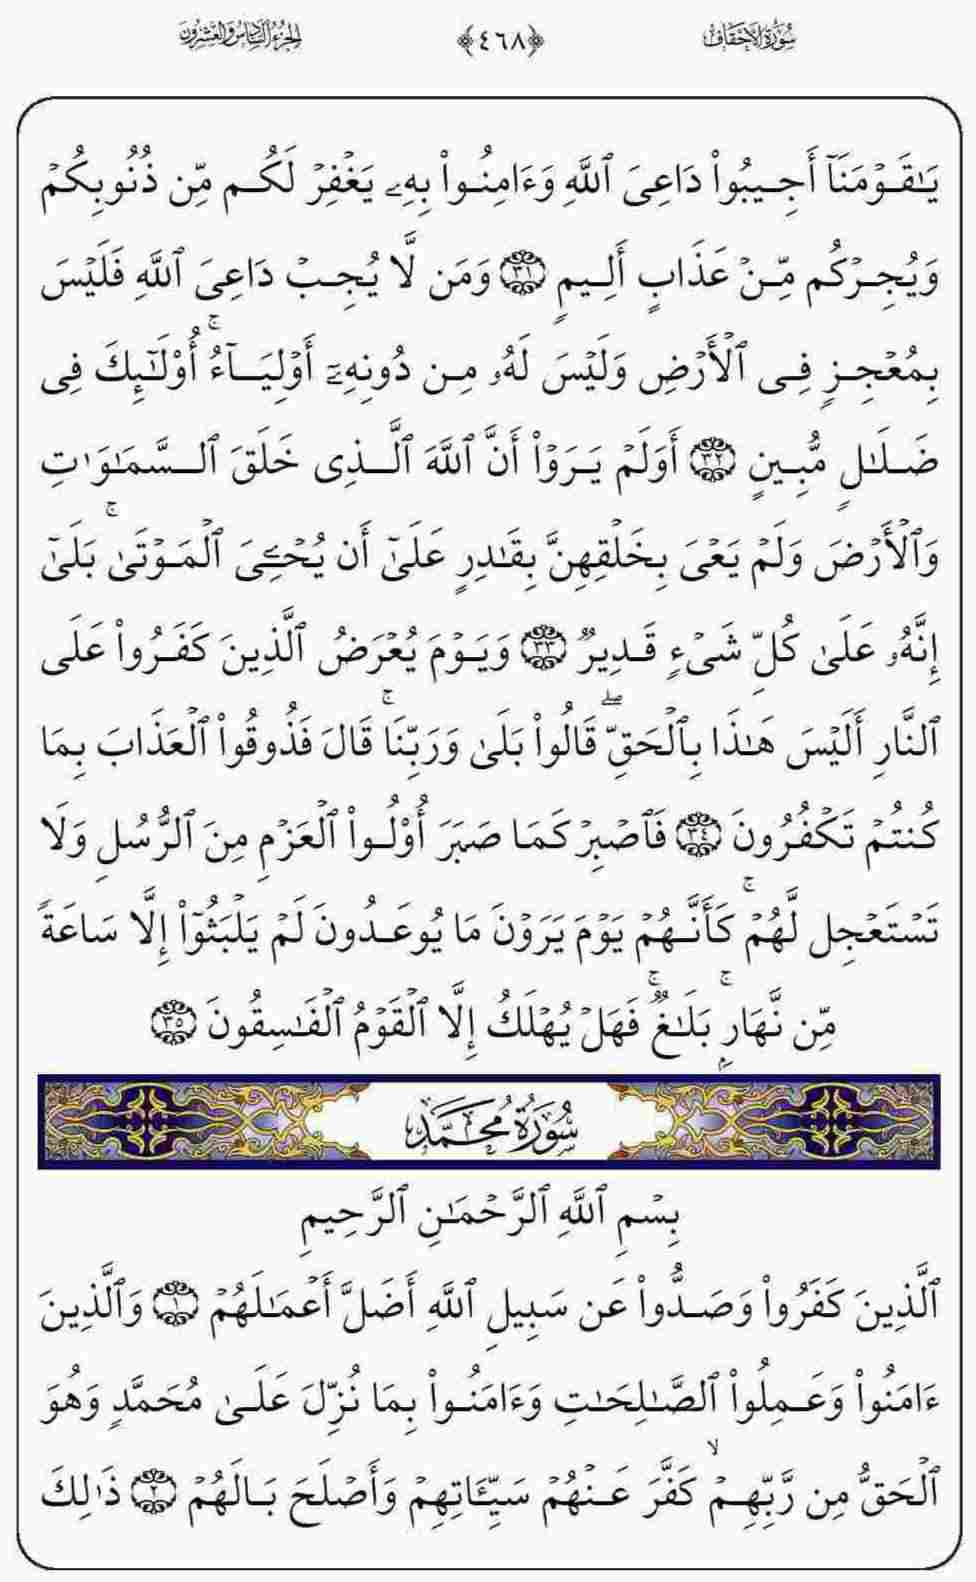 سُورَةُ الأَحْقَافِ ﴿٤٦٨﴾ الجُزْءُ السَّادِسُ وَالعِشْرُونَ
يَـٰقَوْمَنَآ أَجِيبُوا۟ دَاعِىَ ٱللَّهِ وَءَامِنُوا۟ بِهِۦ يَغْفِرْ لَكُم مِّن ذُنُوبِكُمْ
وَيُجِرْكُم مِّنْ عَذَابٍ أَلِيمٍ ٣١ وَمَن لَّا يُجِبْ دَاعِىَ ٱللَّهِ فَلَيْسَ
بِمُعْجِزٍ فِى ٱلْأَرْضِ وَلَيْسَ لَهُۥ مِن دُونِهِۦٓ أَوْلِيَآءُ ۚ أُو۟لَـٰٓئِكَ فِى
ضَلَـٰلٍ مُّبِينٍ ٣٢ أَوَلَمْ يَرَوْا۟ أَنَّ ٱللَّهَ ٱلَّذِى خَلَقَ ٱلسَّمَـٰوَٰتِ
وَٱلْأَرْضَ وَلَمْ يَعْىَ بِخَلْقِهِنَّ بِقَـٰدِرٍ عَلَىٰٓ أَن يُحْـِۧىَ ٱلْمَوْتَىٰ ۚ بَلَىٰٓ
إِنَّهُۥ عَلَىٰ كُلِّ شَىْءٍ قَدِيرٌ ٣٣ وَيَوْمَ يُعْرَضُ ٱلَّذِينَ كَفَرُوا۟ عَلَى
ٱلنَّارِ أَلَيْسَ هَـٰذَا بِٱلْحَقِّ ۖ قَالُوا۟ بَلَىٰ وَرَبِّنَا ۚ قَالَ فَذُوقُوا۟ ٱلْعَذَابَ بِمَا
كُنتُمْ تَكْفُرُونَ ٣٤ فَٱصْبِرْ كَمَا صَبَرَ أُو۟لُوا۟ ٱلْعَزْمِ مِنَ ٱلرُّسُلِ وَلَا
تَسْتَعْجِل لَّهُمْ ۚ كَأَنَّهُمْ يَوْمَ يَرَوْنَ مَا يُوعَدُونَ لَمْ يَلْبَثُوٓا۟ إِلَّا سَاعَةً
مِّن نَّهَارٍۭ ۚ بَلَـٰغٌ ۚ فَهَلْ يُهْلَكُ إِلَّا ٱلْقَوْمُ ٱلْفَـٰسِقُونَ ٣٥
سُورَةُ مُحَمَّدٍ
بِسْمِ ٱللَّهِ ٱلرَّحْمَـٰنِ ٱلرَّحِيمِ
ٱلَّذِينَ كَفَرُوا۟ وَصَدُّوا۟ عَن سَبِيلِ ٱللَّهِ أَضَلَّ أَعْمَـٰلَهُمْ ١ وَٱلَّذِينَ
ءَامَنُوا۟ وَعَمِلُوا۟ ٱلصَّـٰلِحَـٰتِ وَءَامَنُوا۟ بِمَا نُزِّلَ عَلَىٰ مُحَمَّدٍ وَهُوَ
ٱلْحَقُّ مِن رَّبِّهِمْ ۙ كَفَّرَ عَنْهُمْ سَيِّـَٔاتِهِمْ وَأَصْلَحَ بَالَهُمْ ٢ ذَٰلِكَ